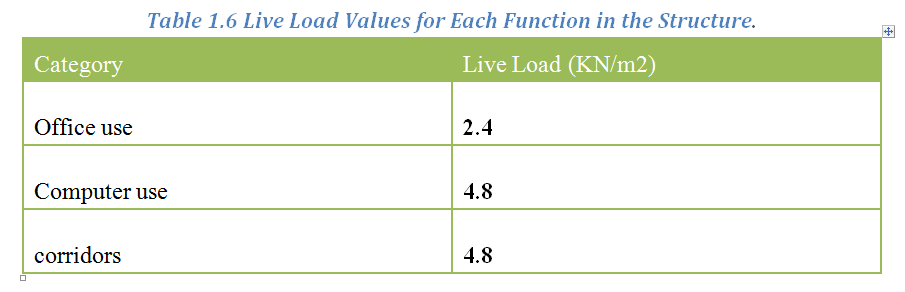 Table 1.6 Live Load Values for Each Function in the Structure.
Category Live Load (KN/m2)
Office use 2.4
Computer use 4.8
corridors 4.8